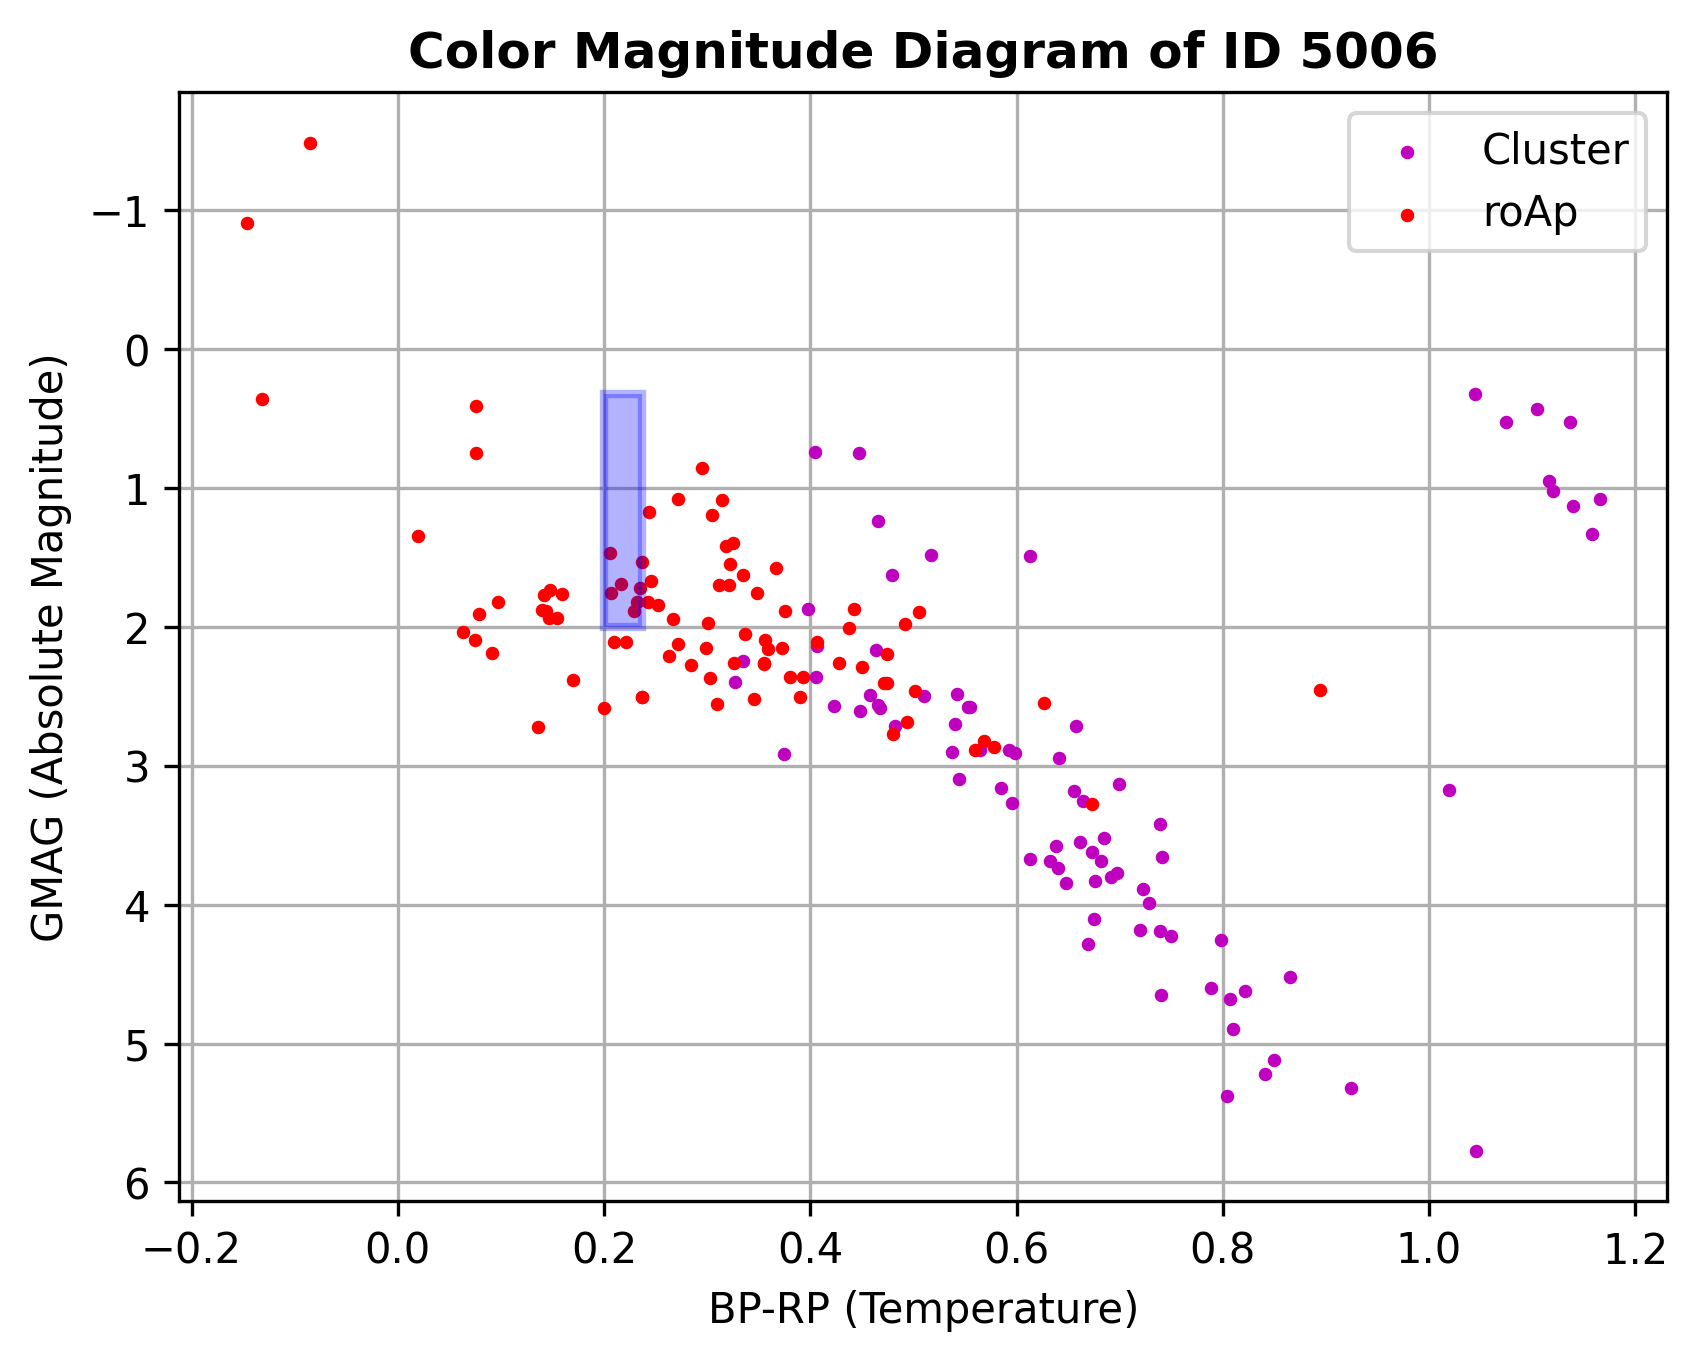 Color Magnitude Diagram of ID 5006
Cluster
roAp
GMAG (Absolute Magnitude)
−1
0
1
2
3
4
5
6
−0.2 0.0 0.2 0.4 0.6 0.8 1.0 1.2
BP-RP (Temperature)